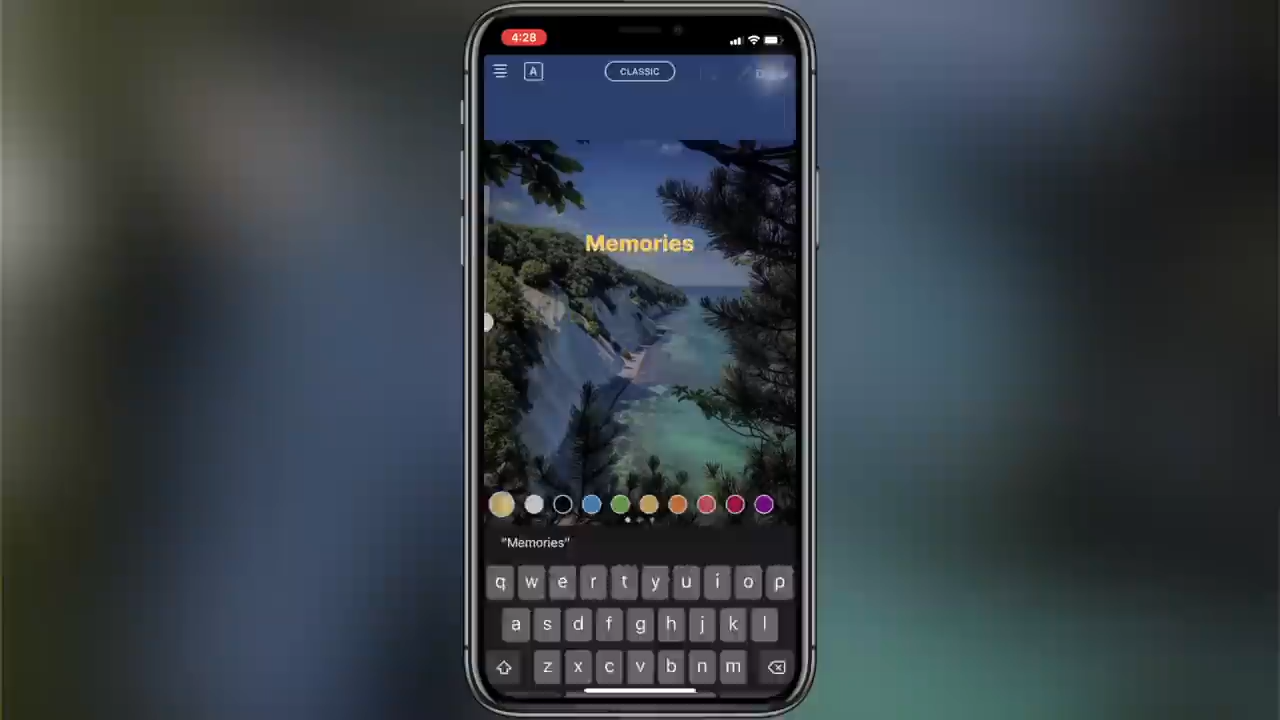 4:28
A CLASSIC
Memories
"Memories"
q w e r t y u i o p
a s d f g h j k l
z x c v b n m